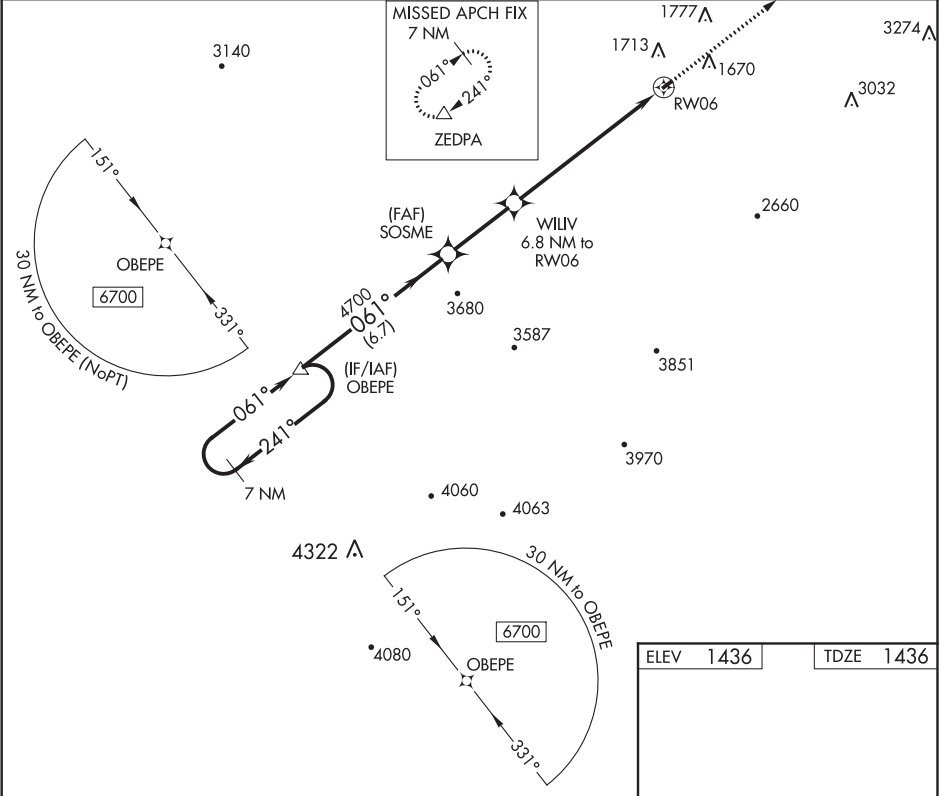 MISSED APCH FIX
7 NM
061°
241°
ZEDPA
1777
1713
1670
3274
3032
RW06
3140
151°
OBEPE
6700
331°
30 NM to OBEPE (NoPT)
(FAF)
SOSME
WILIV
6.8 NM to
RW06
2660
4700
061°
(6.7)
3680
3587
3851
(IF/IAF)
OBEPE
061°
241°
7 NM
3970
4060
4063
4322
30 NM to OBEPE
151°
6700
4080
OBEPE
331°
ELEV 1436
TDZE 1436